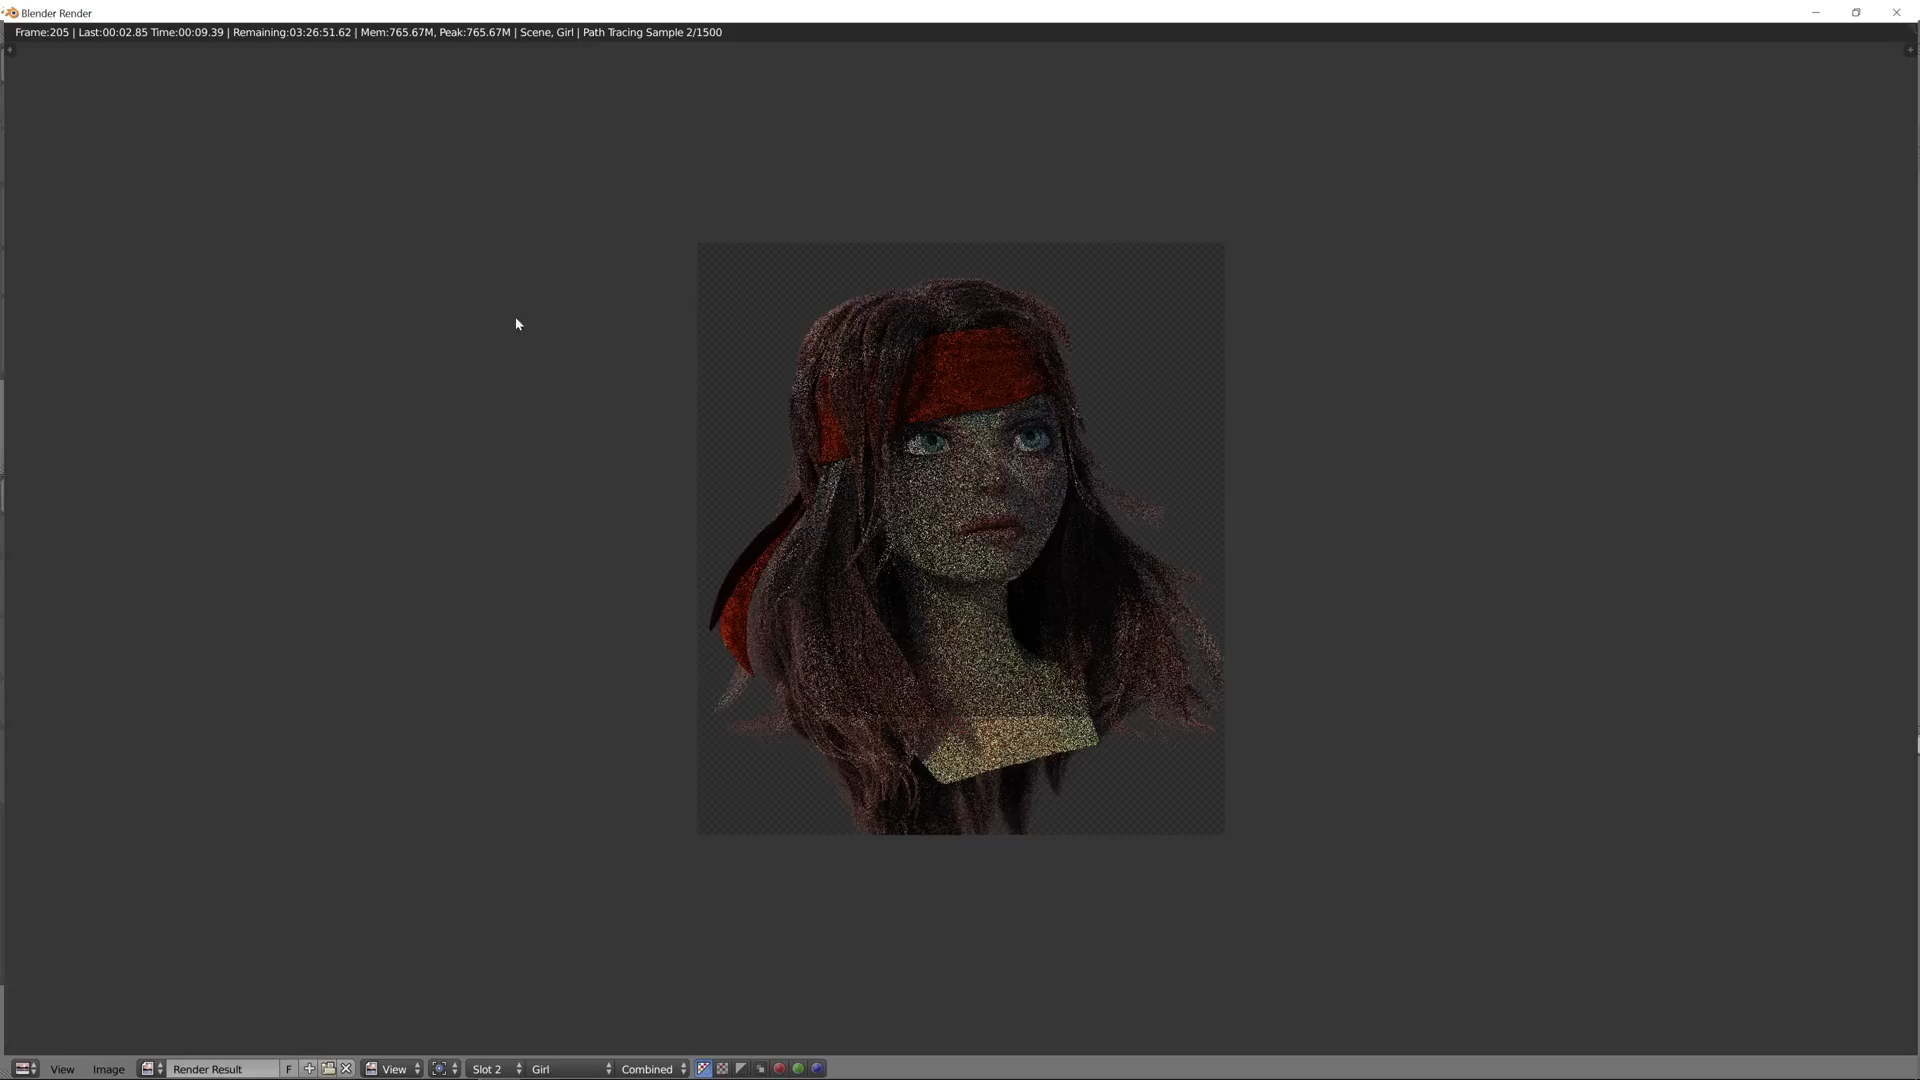 Blender Render
Frame:205 | Last:00:02.85 Time:00:09.39 | Remaining:03:26:51.62 | Mem:765.67M, Peak:765.67M | Scene, Girl | Path Tracing Sample 2/1500
View Image Render Result F View Slot 2 Girl Combined